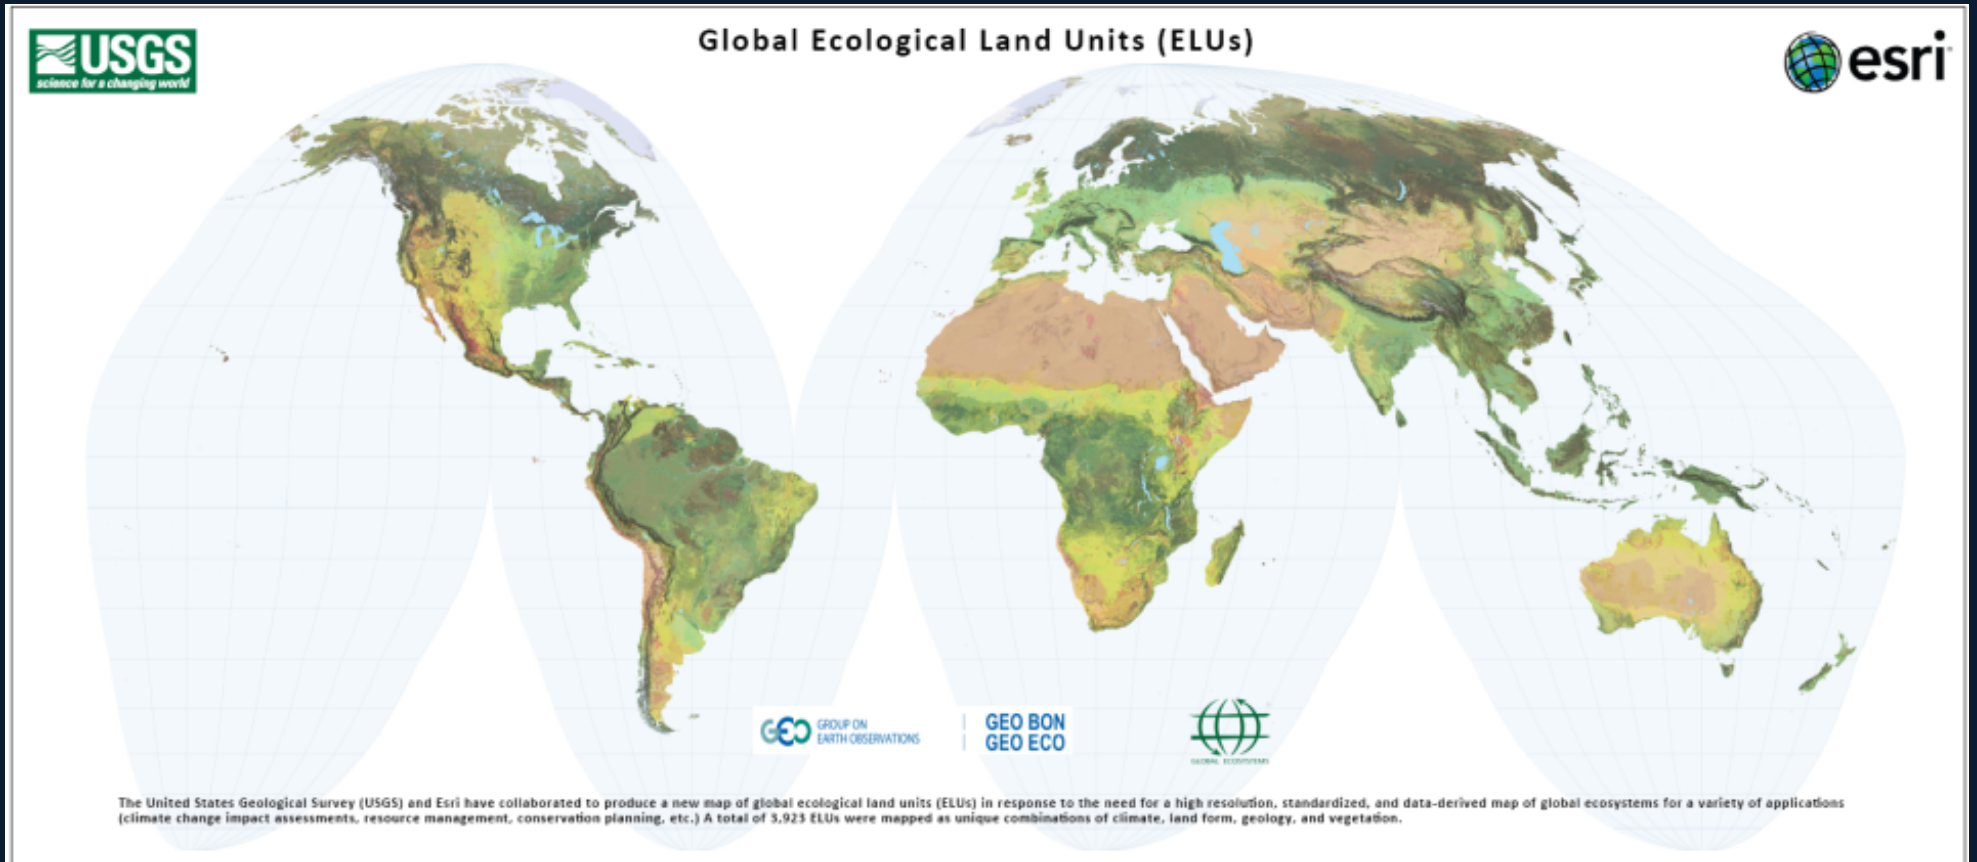 Global Ecological Land Units (ELUs)
USGS
science for a changing world
esri
GEO GROUP ON
EARTH OBSERVATIONS
GEO BON
GEO ECO
GLOBAL ECOSYSTEMS
The United States Geological Survey (USGS) and Esri have collaborated to produce a new map of global ecological land units (ELUs) in response to the need for a high resolution, standardized, and data-derived map of global ecosystems for a variety of applications
(climate change impact assessments, resource management, conservation planning, etc.) A total of 3,923 ELUs were mapped as unique combinations of climate, land form, geology, and vegetation.